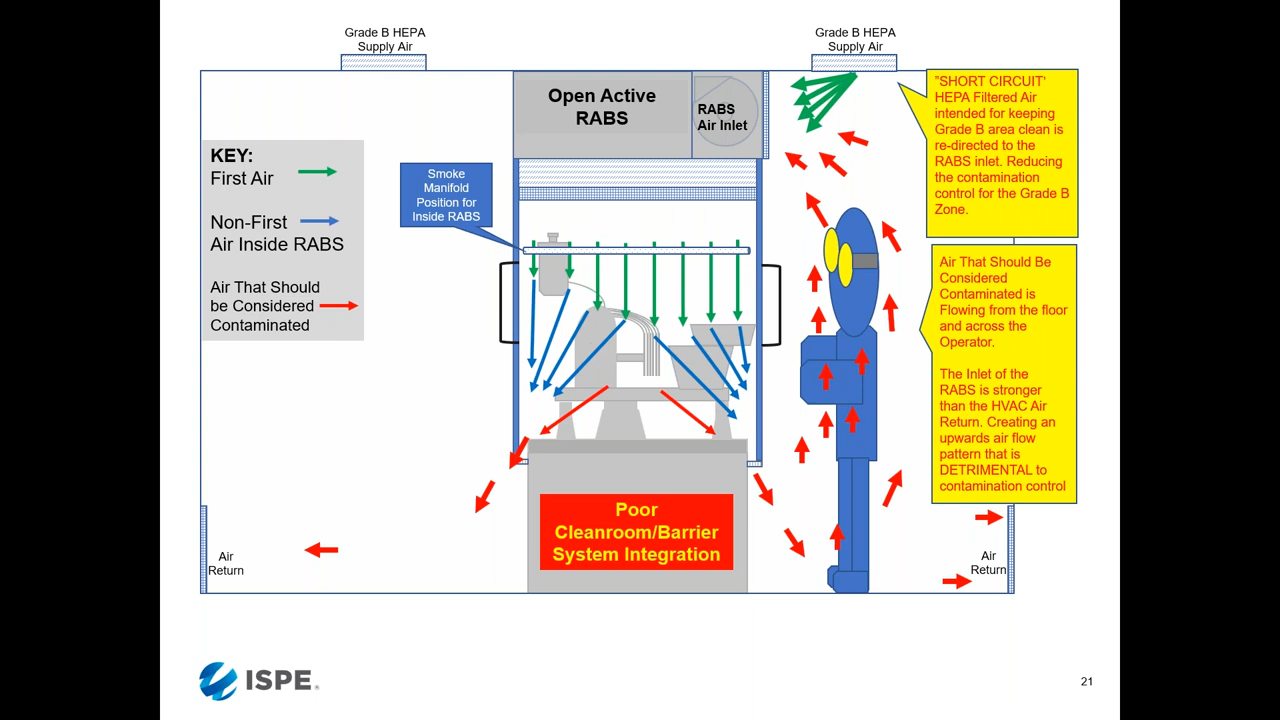 Grade B HEPA
Supply Air
Grade B HEPA
Supply Air
Open Active
RABS
RABS
Air Inlet
"SHORT CIRCUIT'
HEPA Filtered Air
intended for keeping
Grade B area clean is
re-directed to the
RABS inlet. Reducing
the contamination
control for the Grade B
Zone.
KEY:
First Air
Non-First
Air Inside RABS
Air That Should
be Considered
Contaminated
Smoke
Manifold
Position for
Inside RABS
Air That Should Be
Considered
Contaminated is
Flowing from the floor
and across the
Operator.
The Inlet of the
RABS is stronger
than the HVAC Air
Return. Creating an
upwards air flow
pattern that is
DETRIMENTAL to
contamination control
Poor
Cleanroom/Barrier
System Integration
Air
Return
Air
Return
ISPE®
21